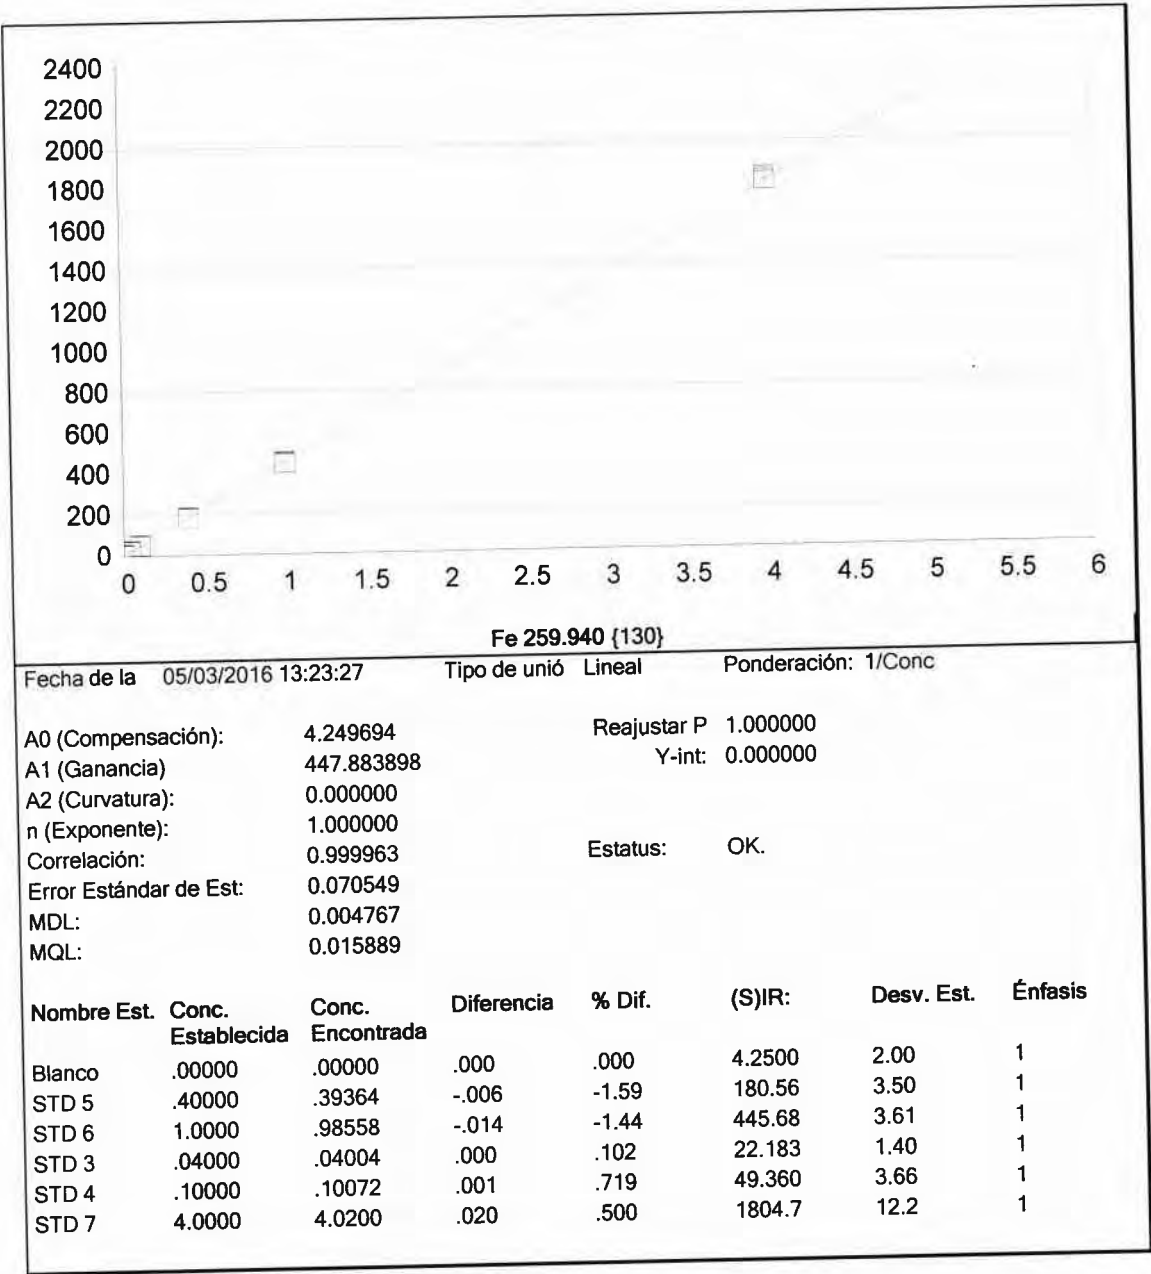 2400
2200
2000
1800
1600
1400
1200
1000
800
600
400
200
0
0 0.5 1 1.5 2 2.5 3 3.5 4 4.5 5 5.5 6
Fe 259.940 {130}
Fecha de la 05/03/2016 13:23:27 Tipo de unió Lineal Ponderación: 1/Conc
A0 (Compensación): 4.249694 Reajustar P 1.000000
A1 (Ganancia) 447.883898 Y-int: 0.000000
A2 (Curvatura): 0.000000
n (Exponente): 1.000000
Correlación: 0.999963 Estatus: OK.
Error Estándar de Est: 0.070549
MDL: 0.004767
MQL: 0.015889
Nombre Est. Conc. Establecida Conc. Encontrada Diferencia % Dif. (S)IR: Desv. Est. Énfasis
Blanco .00000 .00000 .000 .000 4.2500 2.00 1
STD 5 .40000 .39364 -.006 -1.59 180.56 3.50 1
STD 6 1.0000 .98558 -.014 -1.44 445.68 3.61 1
STD 3 .04000 .04004 .000 .102 22.183 1.40 1
STD 4 .10000 .10072 .001 .719 49.360 3.66 1
STD 7 4.0000 4.0200 .020 .500 1804.7 12.2 1